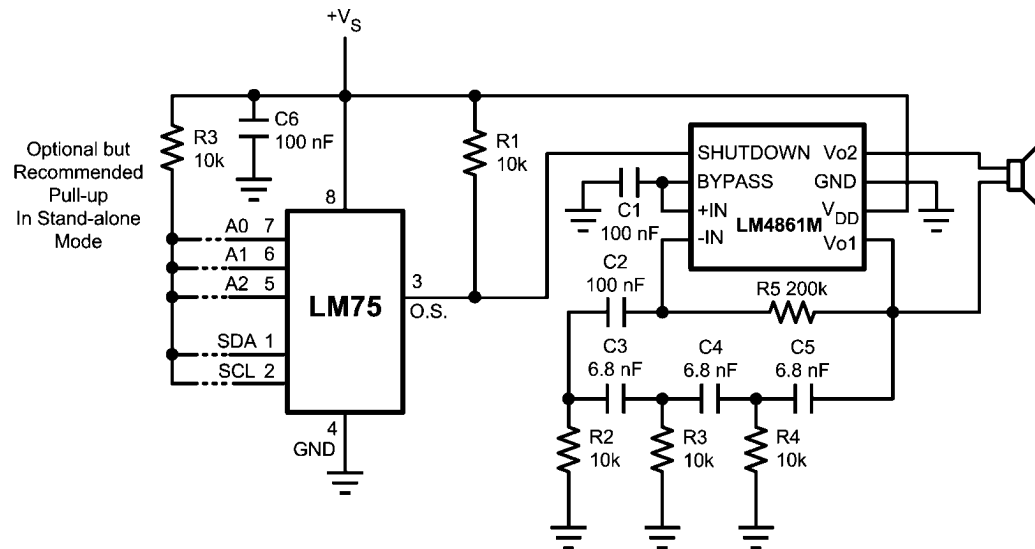 +VS
C6
100 nF
R3
10k
R1
10k
Optional but
Recommended
Pull-up
In Stand-alone
Mode
8
A0 7
A1 6
A2 5
SDA 1
SCL 2
LM75
3
O.S.
4
GND
SHUTDOWN
BYPASS
+IN
-IN
LM4861M
Vo2
GND
VDD
Vo1
C1
100 nF
C2
100 nF
R5 200k
C3
6.8 nF
C4
6.8 nF
C5
6.8 nF
R2
10k
R3
10k
R4
10k